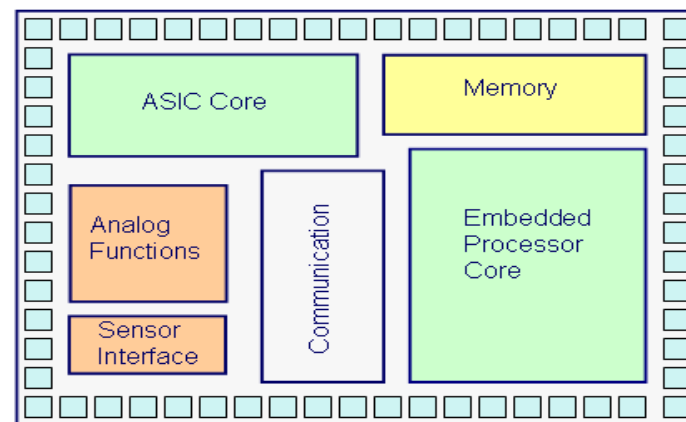 ASIC Core
Memory
Analog
Functions
Communication
Embedded
Processor
Core
Sensor
Interface